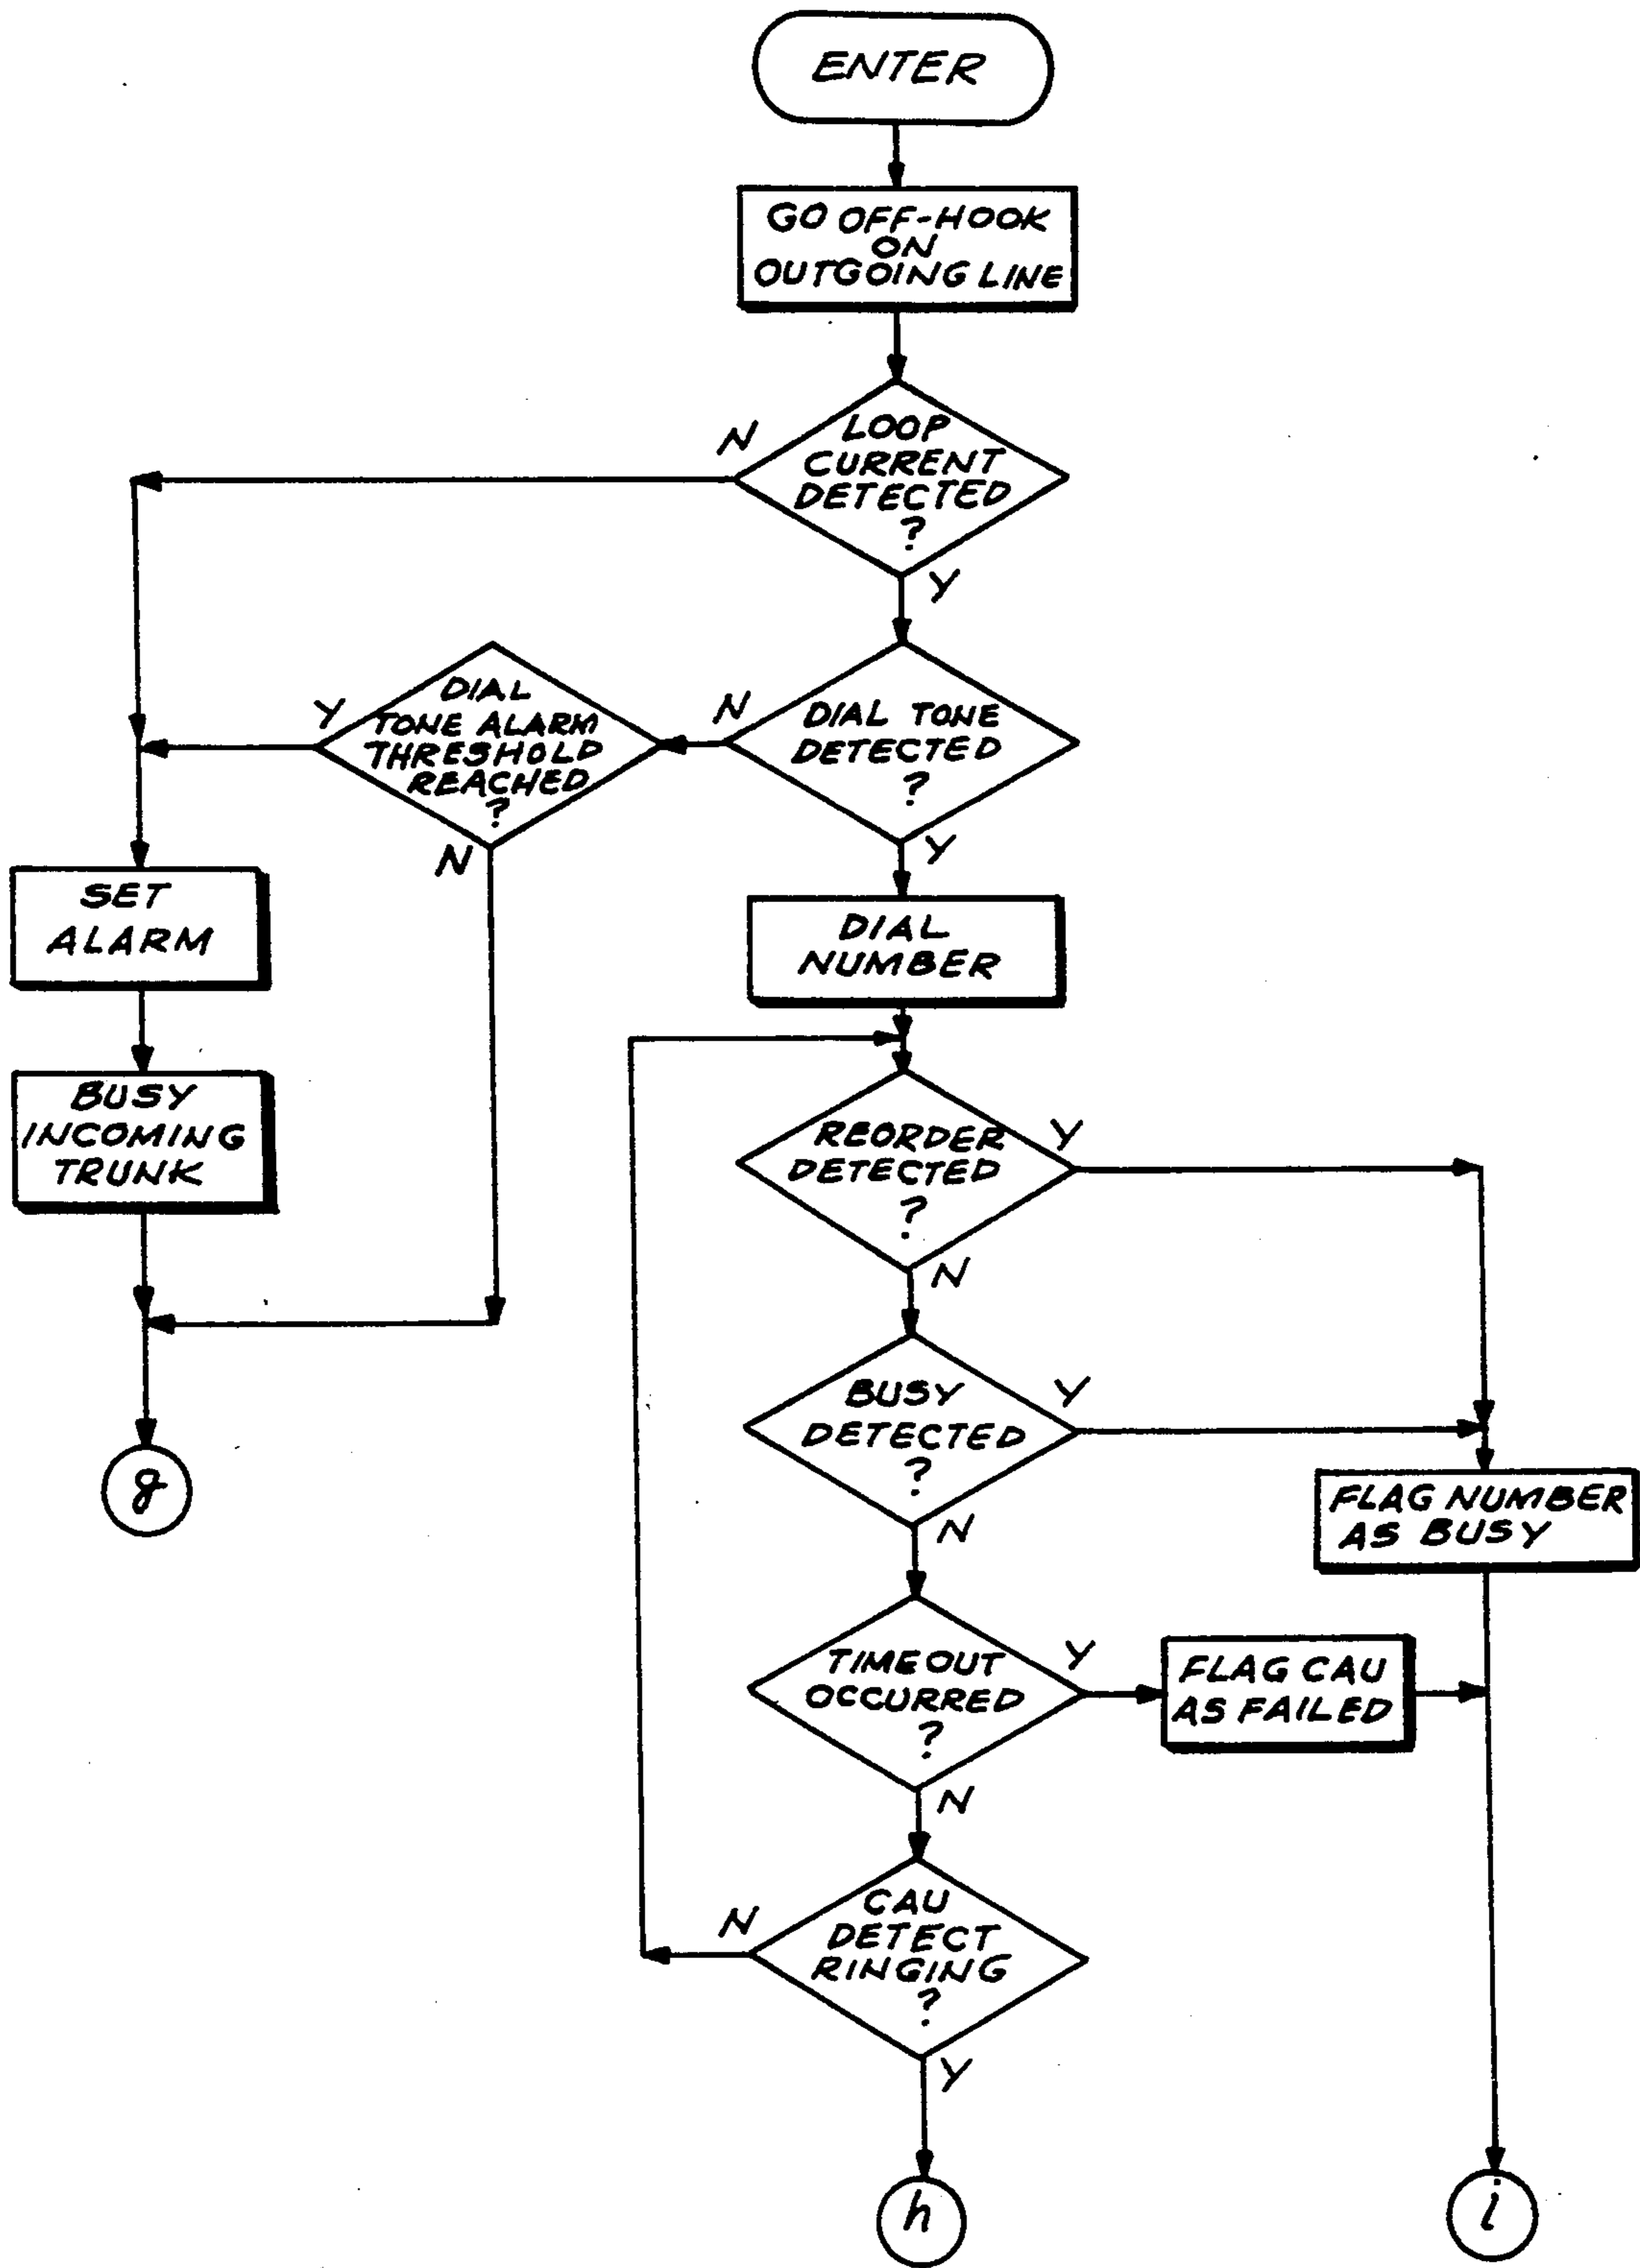 ENTER
GO OFF-HOOK
ON
OUTGOING LINE
LOOP
CURRENT
DETECTED
?
N
Y
DIAL TONE
DETECTED
?
N
Y
DIAL
TONE ALARM
THRESHOLD
REACHED
?
Y
N
SET
ALARM
BUSY
INCOMING
TRUNK
g
DIAL
NUMBER
REORDER
DETECTED
?
Y
N
BUSY
DETECTED
?
Y
N
FLAG NUMBER
AS BUSY
TIMEOUT
OCCURRED
?
Y
N
FLAG CAU
AS FAILED
CAU
DETECT
RINGING
?
N
Y
h
i